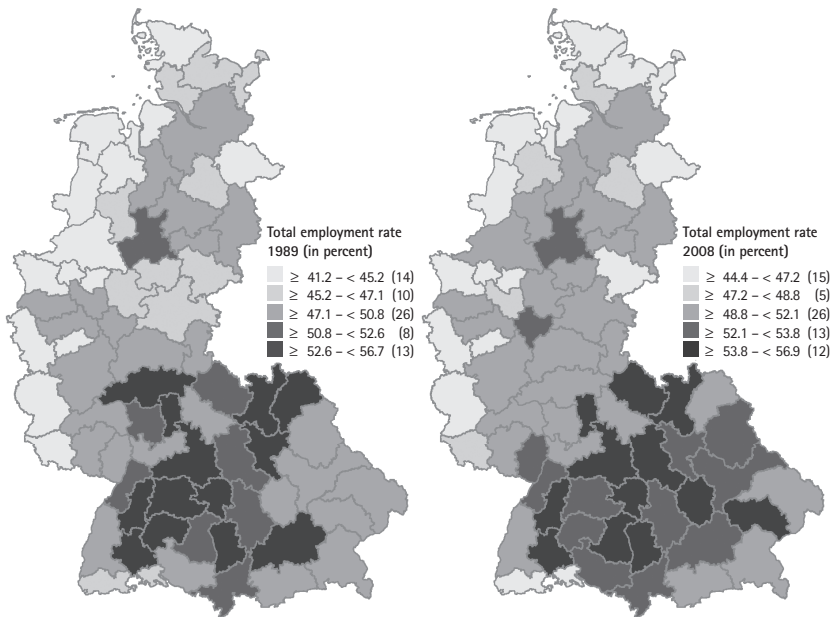 Total employment rate
1989 (in percent)
≥ 41.2 – < 45.2 (14)
≥ 45.2 – < 47.1 (10)
≥ 47.1 – < 50.8 (26)
≥ 50.8 – < 52.6 (8)
≥ 52.6 – < 56.7 (13)
Total employment rate
2008 (in percent)
≥ 44.4 – < 47.2 (15)
≥ 47.2 – < 48.8 (5)
≥ 48.8 – < 52.1 (26)
≥ 52.1 – < 53.8 (13)
≥ 53.8 – < 56.9 (12)